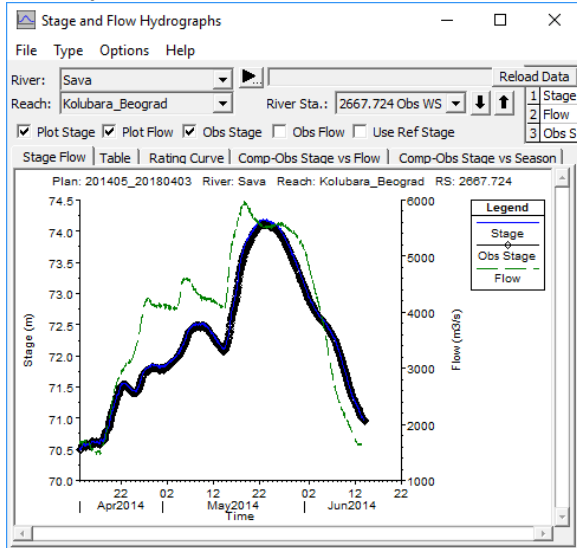 Stage and Flow Hydrographs
File Type Options Help
River: Sava Reload Data
Reach: Kolubara_Beograd River Sta.: 2667.724 Obs WS
1 Stage
2 Flow
3 Obs S
Plot Stage Plot Flow Obs Stage Obs Flow Use Ref Stage
Stage Flow Table Rating Curve Comp-Obs Stage vs Flow Comp-Obs Stage vs Season
Plan: 201405_20180403 River: Sava Reach: Kolubara_Beograd RS: 2667.724
Legend
Stage
Obs Stage
Flow
Stage (m)
74.5
74.0
73.5
73.0
72.5
72.0
71.5
71.0
70.5
70.0
6000
5000
4000
3000
2000
1000
Flow (m3/s)
22 02 12 22 02 12 22
Apr2014 May2014 Jun2014
Time